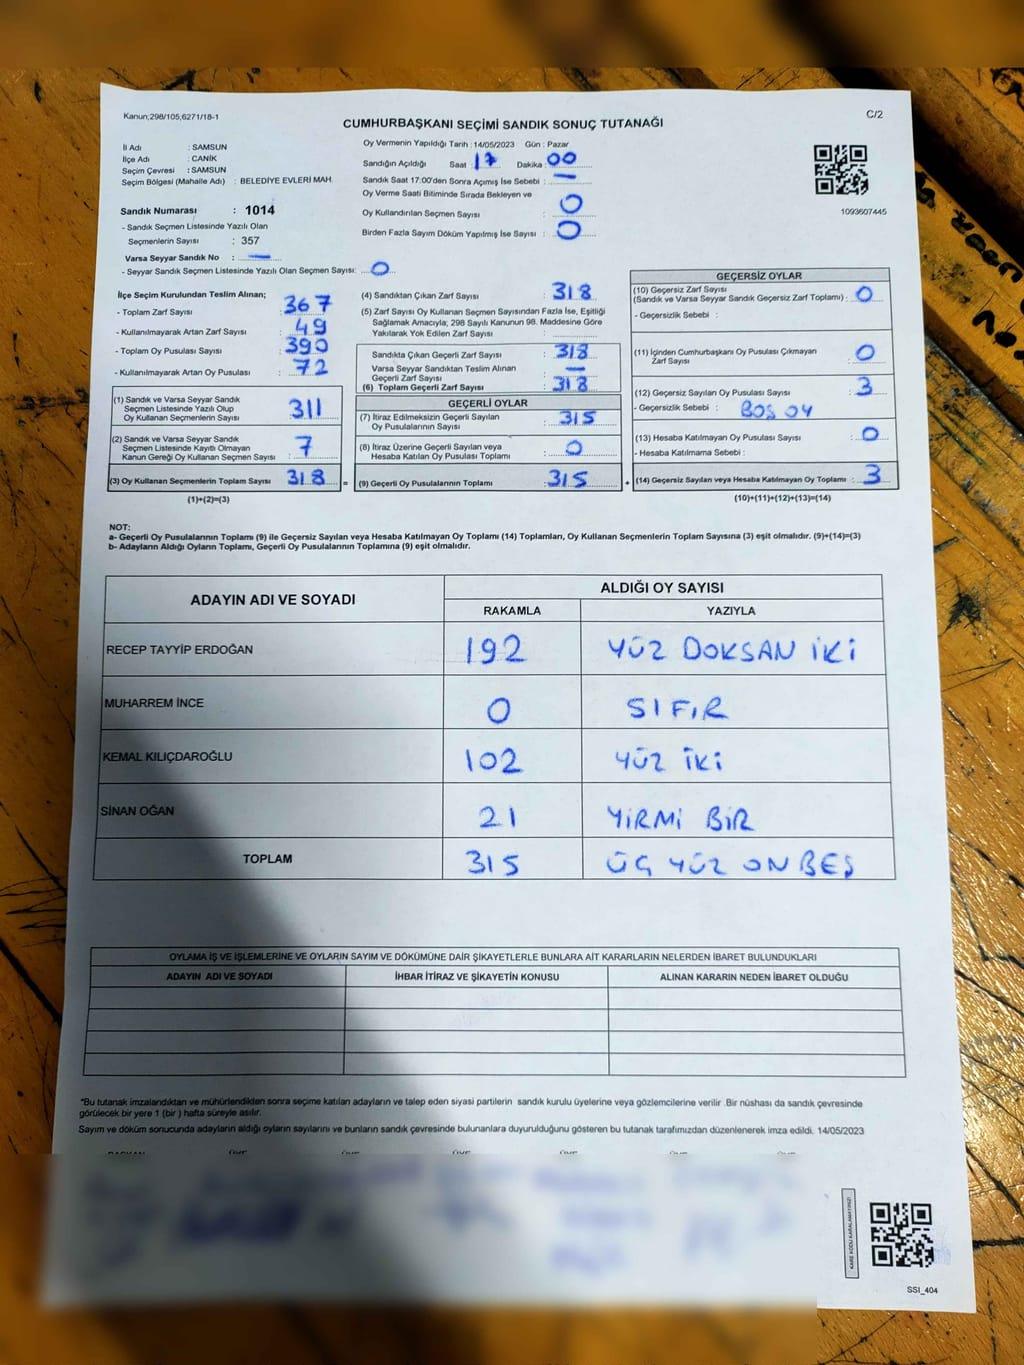 Kanun;298/105;6271/18-1
C/2
CUMHURBAŞKANI SEÇİMİ SANDIK SONUÇ TUTANAĞI
İl Adı : SAMSUN
İlçe Adı : CANİK
Seçim Çevresi : SAMSUN
Seçim Bölgesi (Mahalle Adı) : BELEDİYE EVLERİ MAH.
Sandık Numarası : 1014
- Sandık Seçmen Listesinde Yazılı Olan
Seçmenlerin Sayısı : 357
Varsa Seyyar Sandık No : —
- Seyyar Sandık Seçmen Listesinde Yazılı Olan Seçmen Sayısı: 0
Oy Vermenin Yapıldığı Tarih : 14/05/2023 Gün : Pazar
Sandığın Açıldığı Saat : 17 Dakika : 00
Sandık Saat 17:00'den Sonra Açımış İse Sebebi : —
Oy Verme Saati Bitiminde Sırada Bekleyen ve
Oy Kullandırılan Seçmen Sayısı : 0
Birden Fazla Sayım Döküm Yapılmış İse Sayısı : 0
1093607445
İlçe Seçim Kurulundan Teslim Alınan;
- Toplam Zarf Sayısı : 367
- Kullanılmayarak Artan Zarf Sayısı : 49
- Toplam Oy Pusulası Sayısı : 390
- Kullanılmayarak Artan Oy Pusulası : 72
(1) Sandık ve Varsa Seyyar Sandık
Seçmen Listesinde Yazılı Olup
Oy Kullanan Seçmenlerin Sayısı : 311
(2) Sandık ve Varsa Seyyar Sandık
Seçmen Listesinde Kayıtlı Olmayan
Kanun Gereği Oy Kullanan Seçmen Sayısı : 7
(3) Oy Kullanan Seçmenlerin Toplam Sayısı : 318
(1)+(2)=(3)
(4) Sandıktan Çıkan Zarf Sayısı : 318
(5) Zarf Sayısı Oy Kullanan Seçmen Sayısından Fazla İse, Eşitliği
Sağlamak Amacıyla; 298 Sayılı Kanunun 98. Maddesine Göre
Yakılarak Yok Edilen Zarf Sayısı :
Sandıkta Çıkan Geçerli Zarf Sayısı : 318
Varsa Seyyar Sandıktan Teslim Alınan
Geçerli Zarf Sayısı : —
(6) Toplam Geçerli Zarf Sayısı : 318
GEÇERLİ OYLAR
(7) İtiraz Edilmeksizin Geçerli Sayılan
Oy Pusulalarının Sayısı : 315
(8) İtiraz Üzerine Geçerli Sayılan veya
Hesaba Katılan Oy Pusulası Toplamı : 0
= (9) Geçerli Oy Pusulalarının Toplamı : 315
GEÇERSİZ OYLAR
(10) Geçersiz Zarf Sayısı
(Sandık ve Varsa Seyyar Sandık Geçersiz Zarf Toplamı) : 0
- Geçersizlik Sebebi :
(11) İçinden Cumhurbaşkanı Oy Pusulası Çıkmayan
Zarf Sayısı : 0
(12) Geçersiz Sayılan Oy Pusulası Sayısı : 3
- Geçersizlik Sebebi : BOŞ OY
(13) Hesaba Katılmayan Oy Pusulası Sayısı : 0
- Hesaba Katılmama Sebebi :
+ (14) Geçersiz Sayılan veya Hesaba Katılmayan Oy Toplamı : 3
(10)+(11)+(12)+(13)=(14)
NOT:
a- Geçerli Oy Pusulalarının Toplamı (9) ile Geçersiz Sayılan veya Hesaba Katılmayan Oy Toplamı (14) Toplamları, Oy Kullanan Seçmenlerin Toplam Sayısına (3) eşit olmalıdır. (9)+(14)=(3)
b- Adayların Aldığı Oyların Toplamı, Geçerli Oy Pusulalarının Toplamına (9) eşit olmalıdır.
ADAYIN ADI VE SOYADI
ALDIĞI OY SAYISI
RAKAMLA YAZIYLA
RECEP TAYYİP ERDOĞAN 192 YÜZ DOKSAN İKİ
MUHARREM İNCE 0 SIFIR
KEMAL KILIÇDAROĞLU 102 YÜZ İKİ
SİNAN OĞAN 21 YİRMİ BİR
TOPLAM 315 ÜÇ YÜZ ON BEŞ
OYLAMA İŞ VE İŞLEMLERİNE VE OYLARIN SAYIM VE DÖKÜMÜNE DAİR ŞİKAYETLERLE BUNLARA AİT KARARLARIN NELERDEN İBARET BULUNDUKLARI
ADAYIN ADI VE SOYADI İHBAR İTİRAZ VE ŞİKAYETİN KONUSU ALINAN KARARIN NEDEN İBARET OLDUĞU
*Bu tutanak imzalandıktan ve mühürlendikten sonra seçime katılan adayların ve talep eden siyasi partilerin sandık kurulu üyelerine veya gözlemcilerine verilir .Bir nüshası da sandık çevresinde
görülecek bir yere 1 (bir ) hafta süreyle asılır.
Sayım ve döküm sonucunda adayların aldığı oyların sayılarını ve bunların sandık çevresinde bulunanlara duyurulduğunu gösteren bu tutanak tarafımızdan düzenlenerek imza edildi. 14/05/2023
KARE KODU KARALAMAYINIZ!
SSI_404